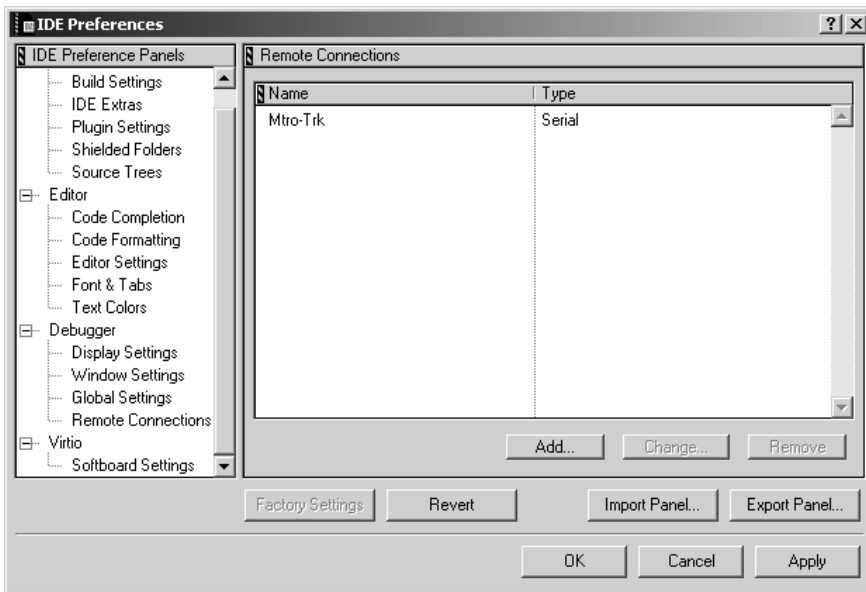 IDE Preferences
IDE Preference Panels
Build Settings
IDE Extras
Plugin Settings
Shielded Folders
Source Trees
Editor
Code Completion
Code Formatting
Editor Settings
Font & Tabs
Text Colors
Debugger
Display Settings
Window Settings
Global Settings
Remote Connections
Virtio
Softboard Settings
Remote Connections
Name Type
Mtro-Trk Serial
Add... Change... Remove
Factory Settings Revert Import Panel... Export Panel...
OK Cancel Apply